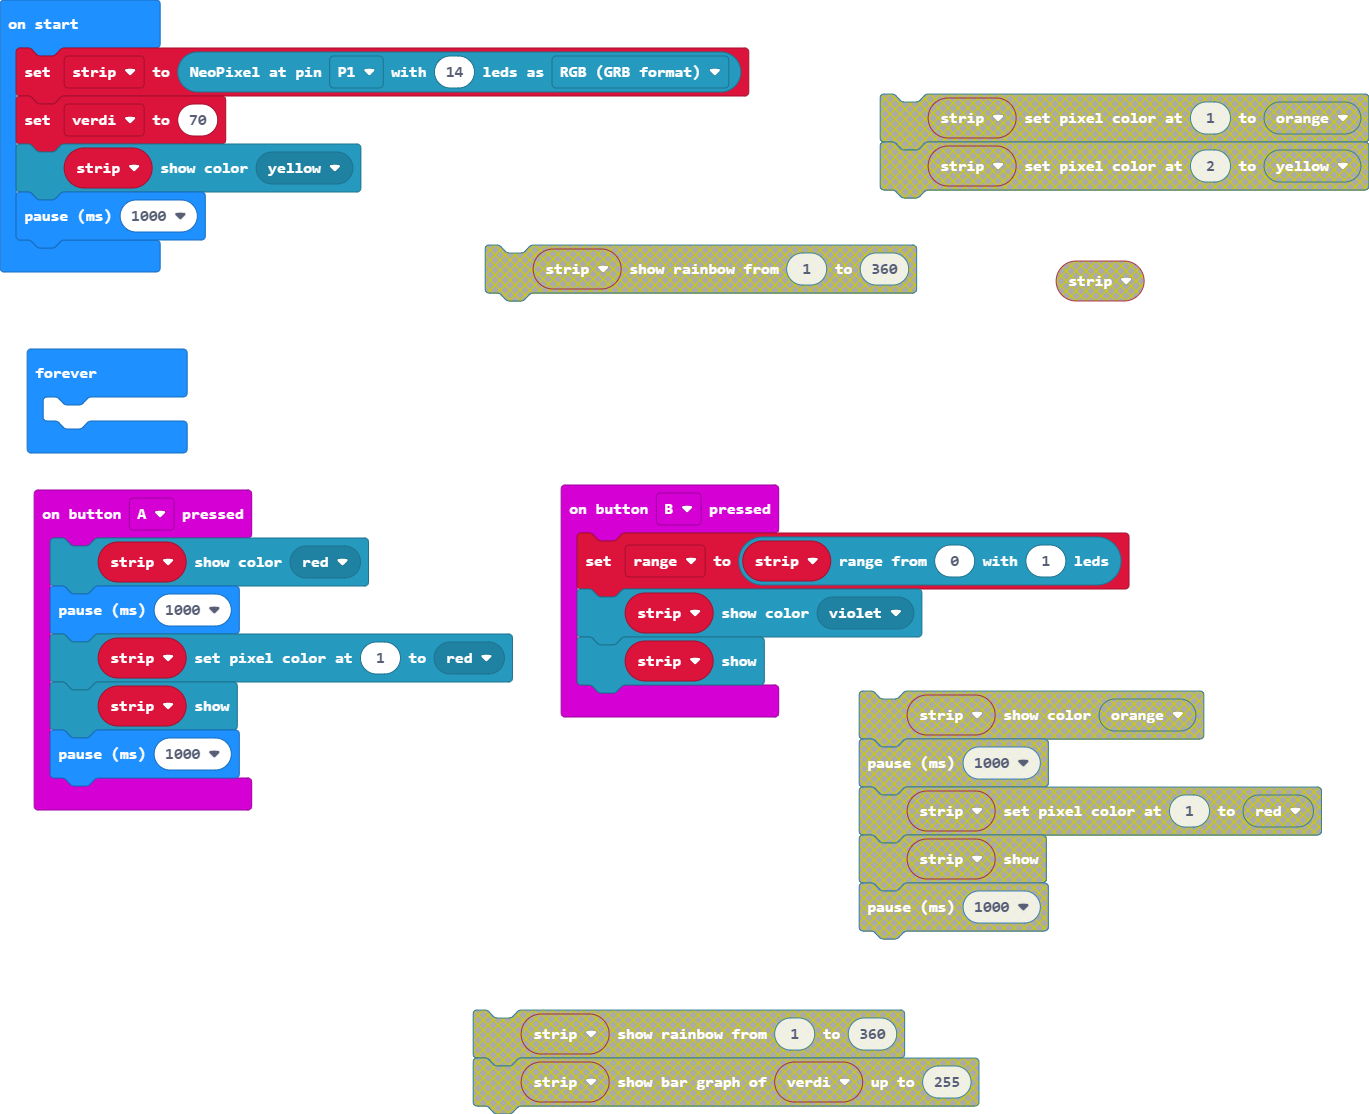 on start
set strip to NeoPixel at pin P1 with 14 leds as RGB (GRB format)
set verdi to 70
strip show color yellow
pause (ms) 1000
strip set pixel color at 1 to orange
strip set pixel color at 2 to yellow
strip show rainbow from 1 to 360
strip
forever
on button A pressed
strip show color red
pause (ms) 1000
strip set pixel color at 1 to red
strip show
pause (ms) 1000
on button B pressed
set range to strip range from 0 with 1 leds
strip show color violet
strip show
strip show color orange
pause (ms) 1000
strip set pixel color at 1 to red
strip show
pause (ms) 1000
strip show rainbow from 1 to 360
strip show bar graph of verdi up to 255